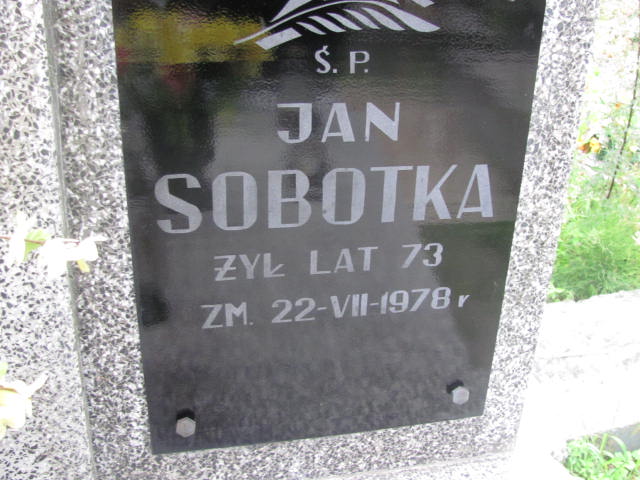 Ś.P.
JAN
SOBOTKA
ŻYŁ LAT 73
ZM. 22-VII-1978 r